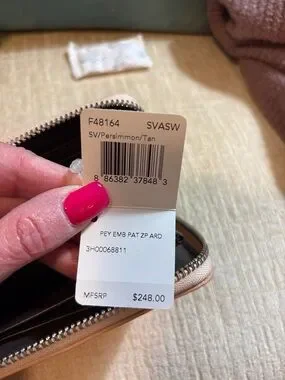 F48164 SVASW
SV/Persimmon/Tan
8 86382 37848 3
PEY EMB PAT ZP ARD
3H00068811
MFSRP $248.00